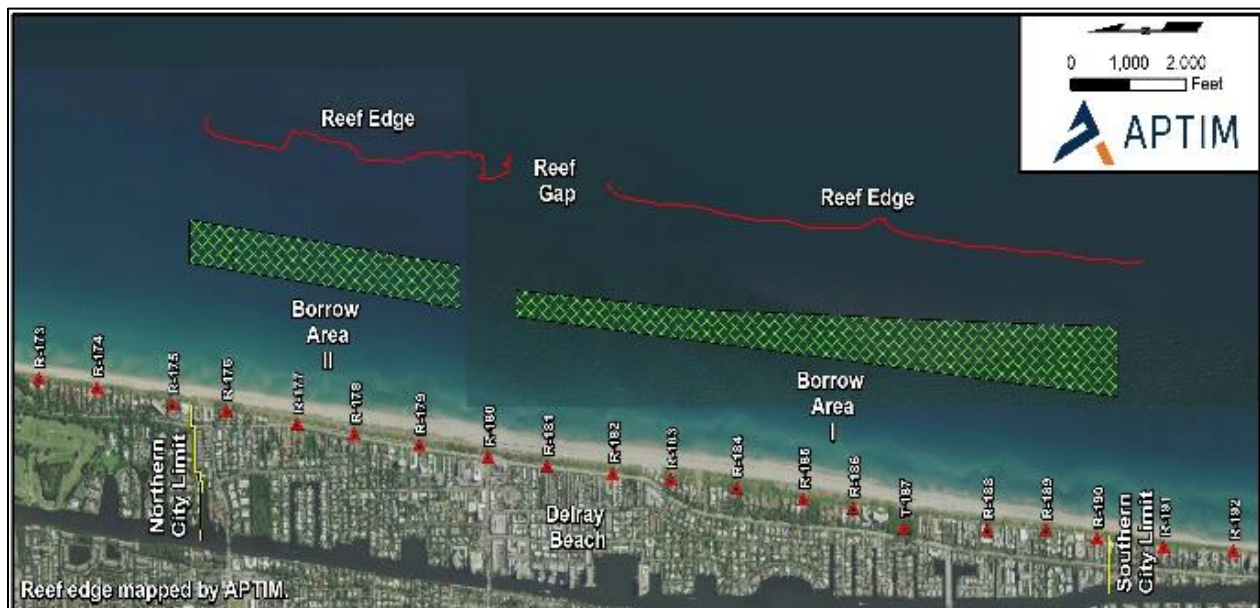 N
0 1,000 2,000
Feet
APTIM
Reef Edge
Reef
Gap
Reef Edge
Borrow
Area
II
Borrow
Area
I
R-173
R-174
R-175
R-176
R-177
R-178
R-179
R-180
R-181
R-182
R-183
R-184
R-185
R-186
T-187
R-188
R-189
R-190
R-191
R-192
Northern
City Limit
Delray
Beach
Southern
City Limit
Reef edge mapped by APTIM.